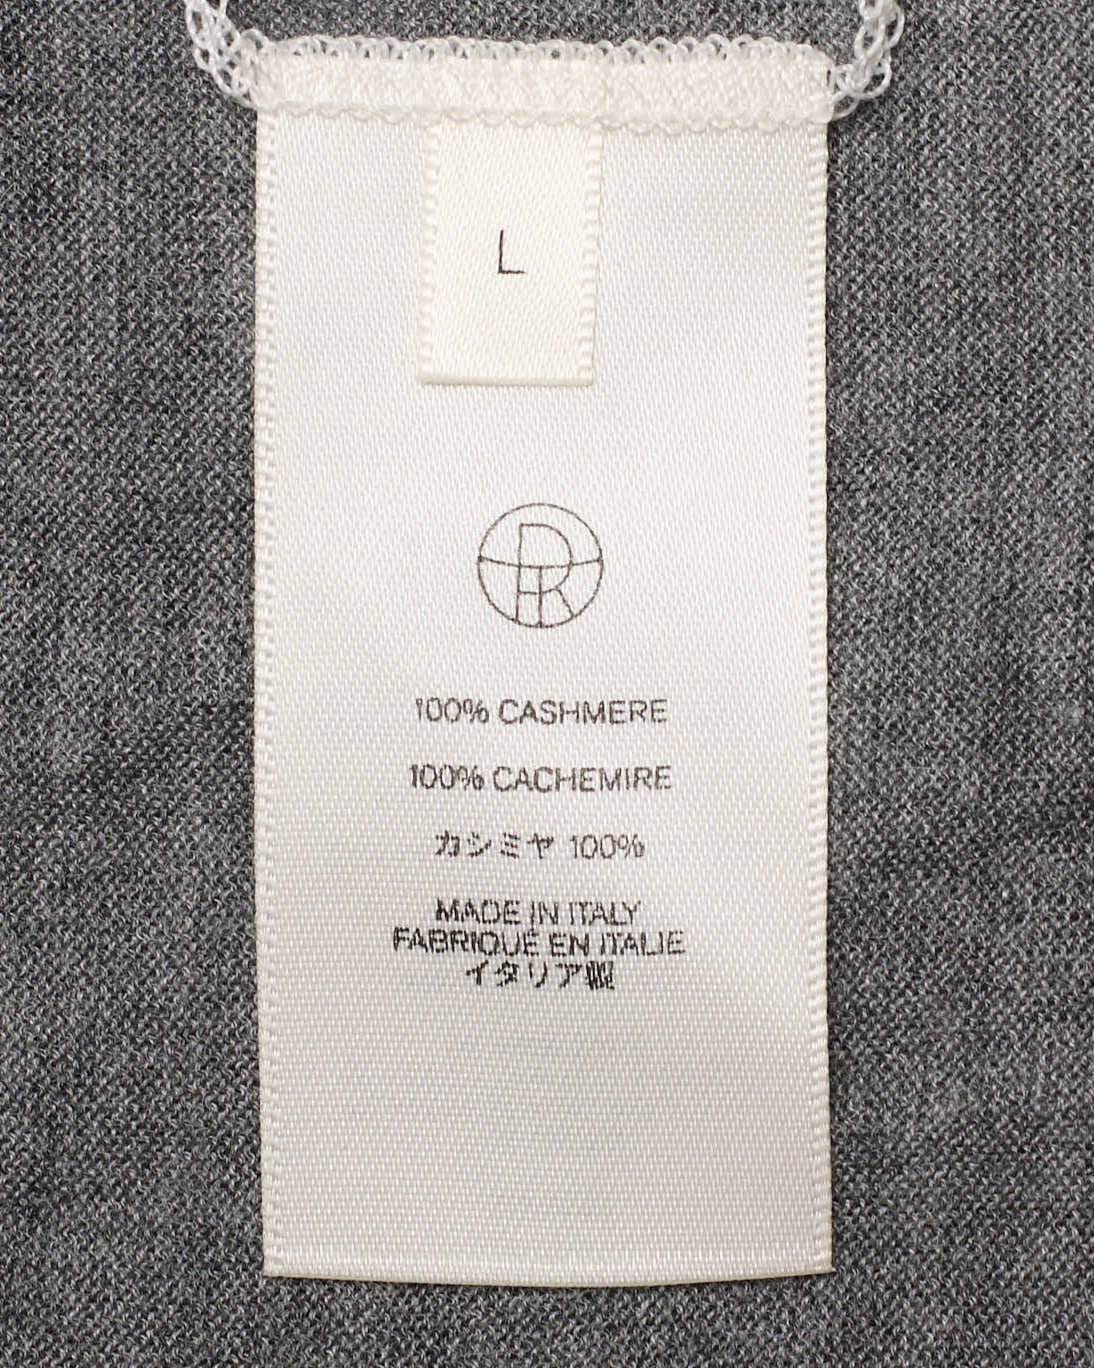 L
100% CASHMERE
100% CACHEMIRE
カシミヤ 100%
MADE IN ITALY
FABRIQUÉ EN ITALIE
イタリア製